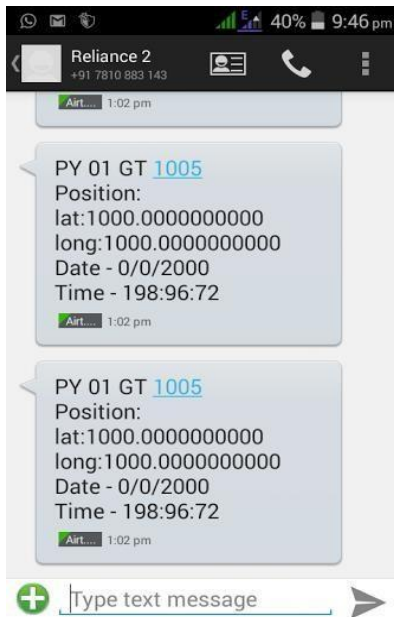 40% 9:46 pm
Reliance 2
+91 7810 883 143
Airt.... 1:02 pm
PY 01 GT 1005
Position:
lat:1000.0000000000
long:1000.0000000000
Date - 0/0/2000
Time - 198:96:72
Airt.... 1:02 pm
PY 01 GT 1005
Position:
lat:1000.0000000000
long:1000.0000000000
Date - 0/0/2000
Time - 198:96:72
Airt.... 1:02 pm
Type text message